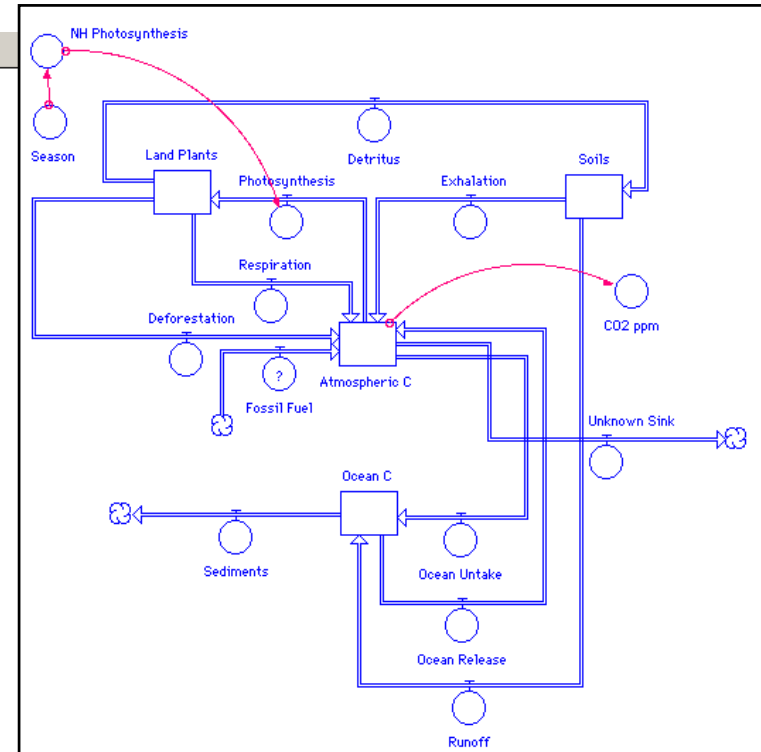 NH Photosynthesis
Season
Land Plants
Detritus
Soils
Photosynthesis
Exhalation
Respiration
CO2 ppm
Deforestation
?
Atmospheric C
Fossil Fuel
Unknown Sink
Ocean C
Sediments
Ocean Untake
Ocean Release
Runoff